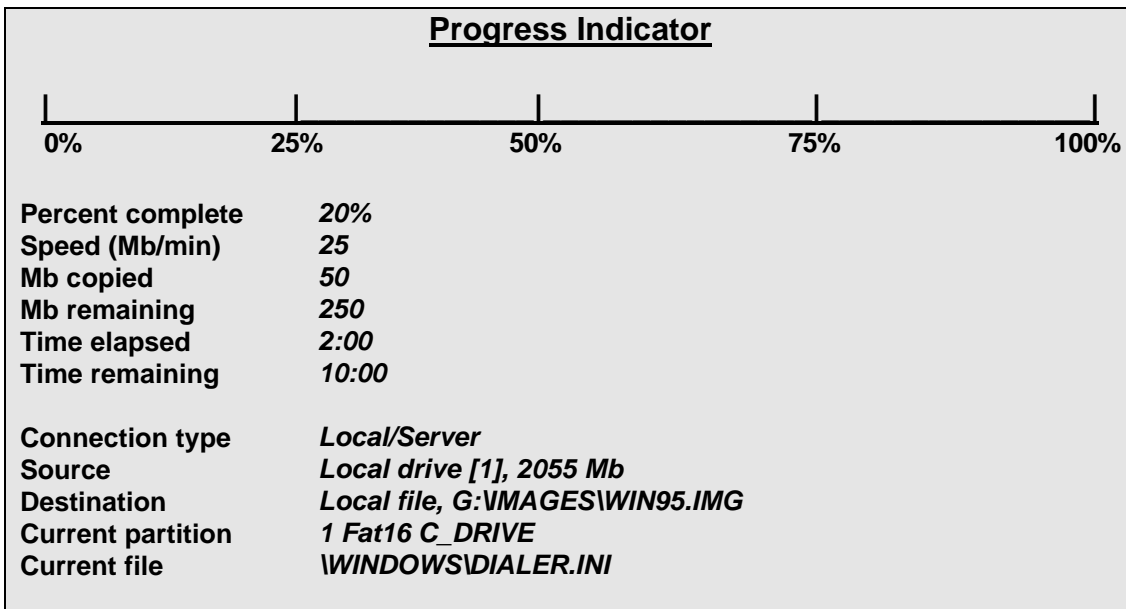 Progress Indicator
0% 25% 50% 75% 100%
Percent complete 20%
Speed (Mb/min) 25
Mb copied 50
Mb remaining 250
Time elapsed 2:00
Time remaining 10:00
Connection type Local/Server
Source Local drive [1], 2055 Mb
Destination Local file, G:\IMAGES\WIN95.IMG
Current partition 1 Fat16 C_DRIVE
Current file \WINDOWS\DIALER.INI